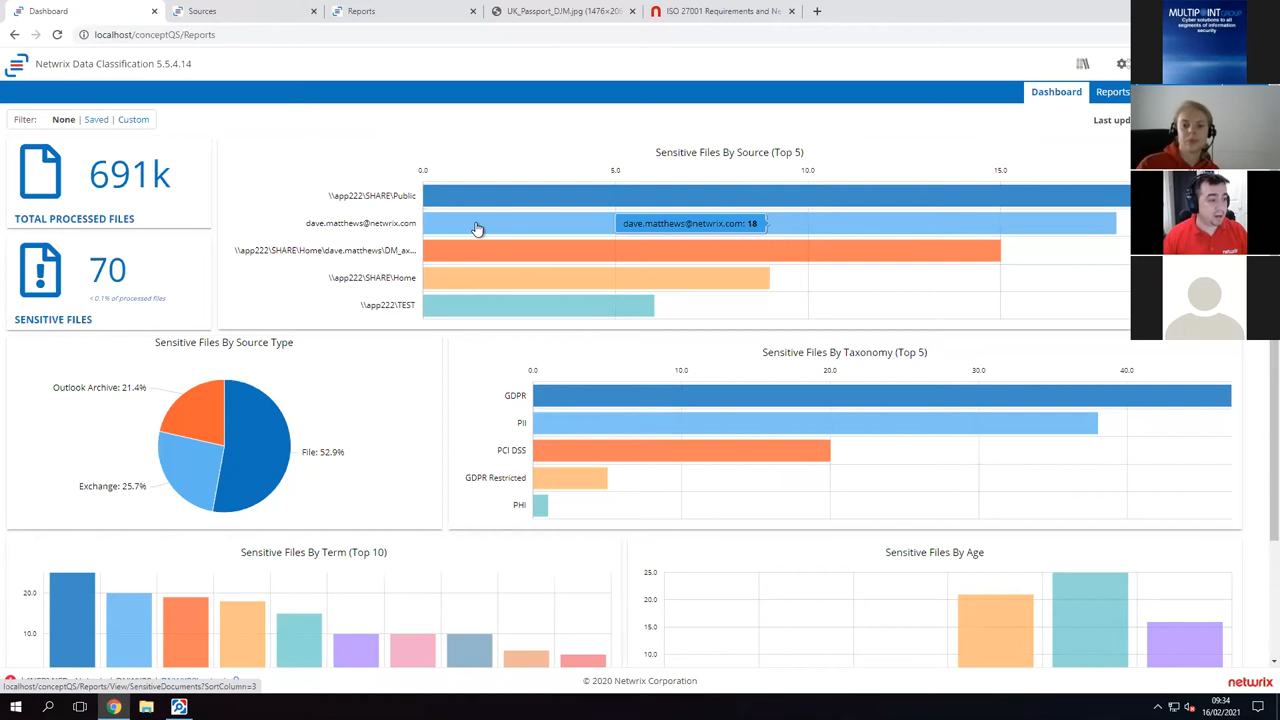 Dashboard
Sources
Reports
UK_Passport_DJM.jpg (1476×206
ISO 27001 Requirements and Ne
localhost/conceptQS/Reports
Netwrix Data Classification 5.5.4.14
Dashboard
Reports
Filter: None | Saved | Custom
Last upd
691k
TOTAL PROCESSED FILES
70
< 0.1% of processed files
SENSITIVE FILES
Sensitive Files By Source (Top 5)
0.0 5.0 10.0 15.0
\\app222\SHARE\Public
dave.matthews@netwrix.com
dave.matthews@netwrix.com: 18
\\app222\SHARE\Home\dave.matthews\DM_ax...
\\app222\SHARE\Home
\\app222\TEST
Sensitive Files By Source Type
Outlook Archive: 21.4%
File: 52.9%
Exchange: 25.7%
Sensitive Files By Taxonomy (Top 5)
0.0 10.0 20.0 30.0 40.0
GDPR
PII
PCI DSS
GDPR Restricted
PHI
Sensitive Files By Term (Top 10)
20.0
10.0
Sensitive Files By Age
25.0
20.0
15.0
10.0
localhost/conceptQS/Reports/View/SensitiveDocuments?SortColumn=3
© 2020 Netwrix Corporation
netwrix
09:34
16/02/2021
MULTIPOINT GROUP
Cyber solutions to all
segments of information
security
netwrix